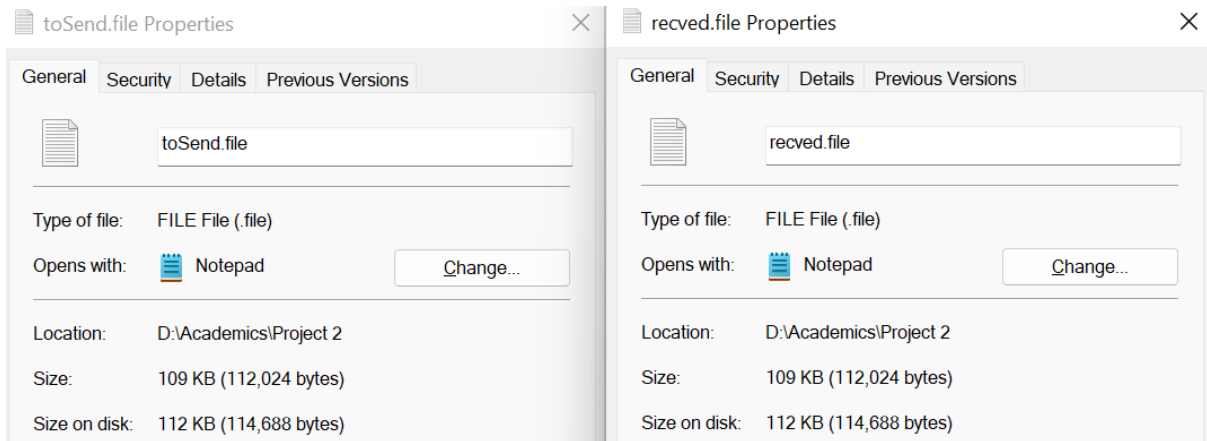 toSend.file Properties
General Security Details Previous Versions
toSend.file
Type of file: FILE File (.file)
Opens with: Notepad Change...
Location: D:\Academics\Project 2
Size: 109 KB (112,024 bytes)
Size on disk: 112 KB (114,688 bytes)
recved.file Properties
General Security Details Previous Versions
recved.file
Type of file: FILE File (.file)
Opens with: Notepad Change...
Location: D:\Academics\Project 2
Size: 109 KB (112,024 bytes)
Size on disk: 112 KB (114,688 bytes)